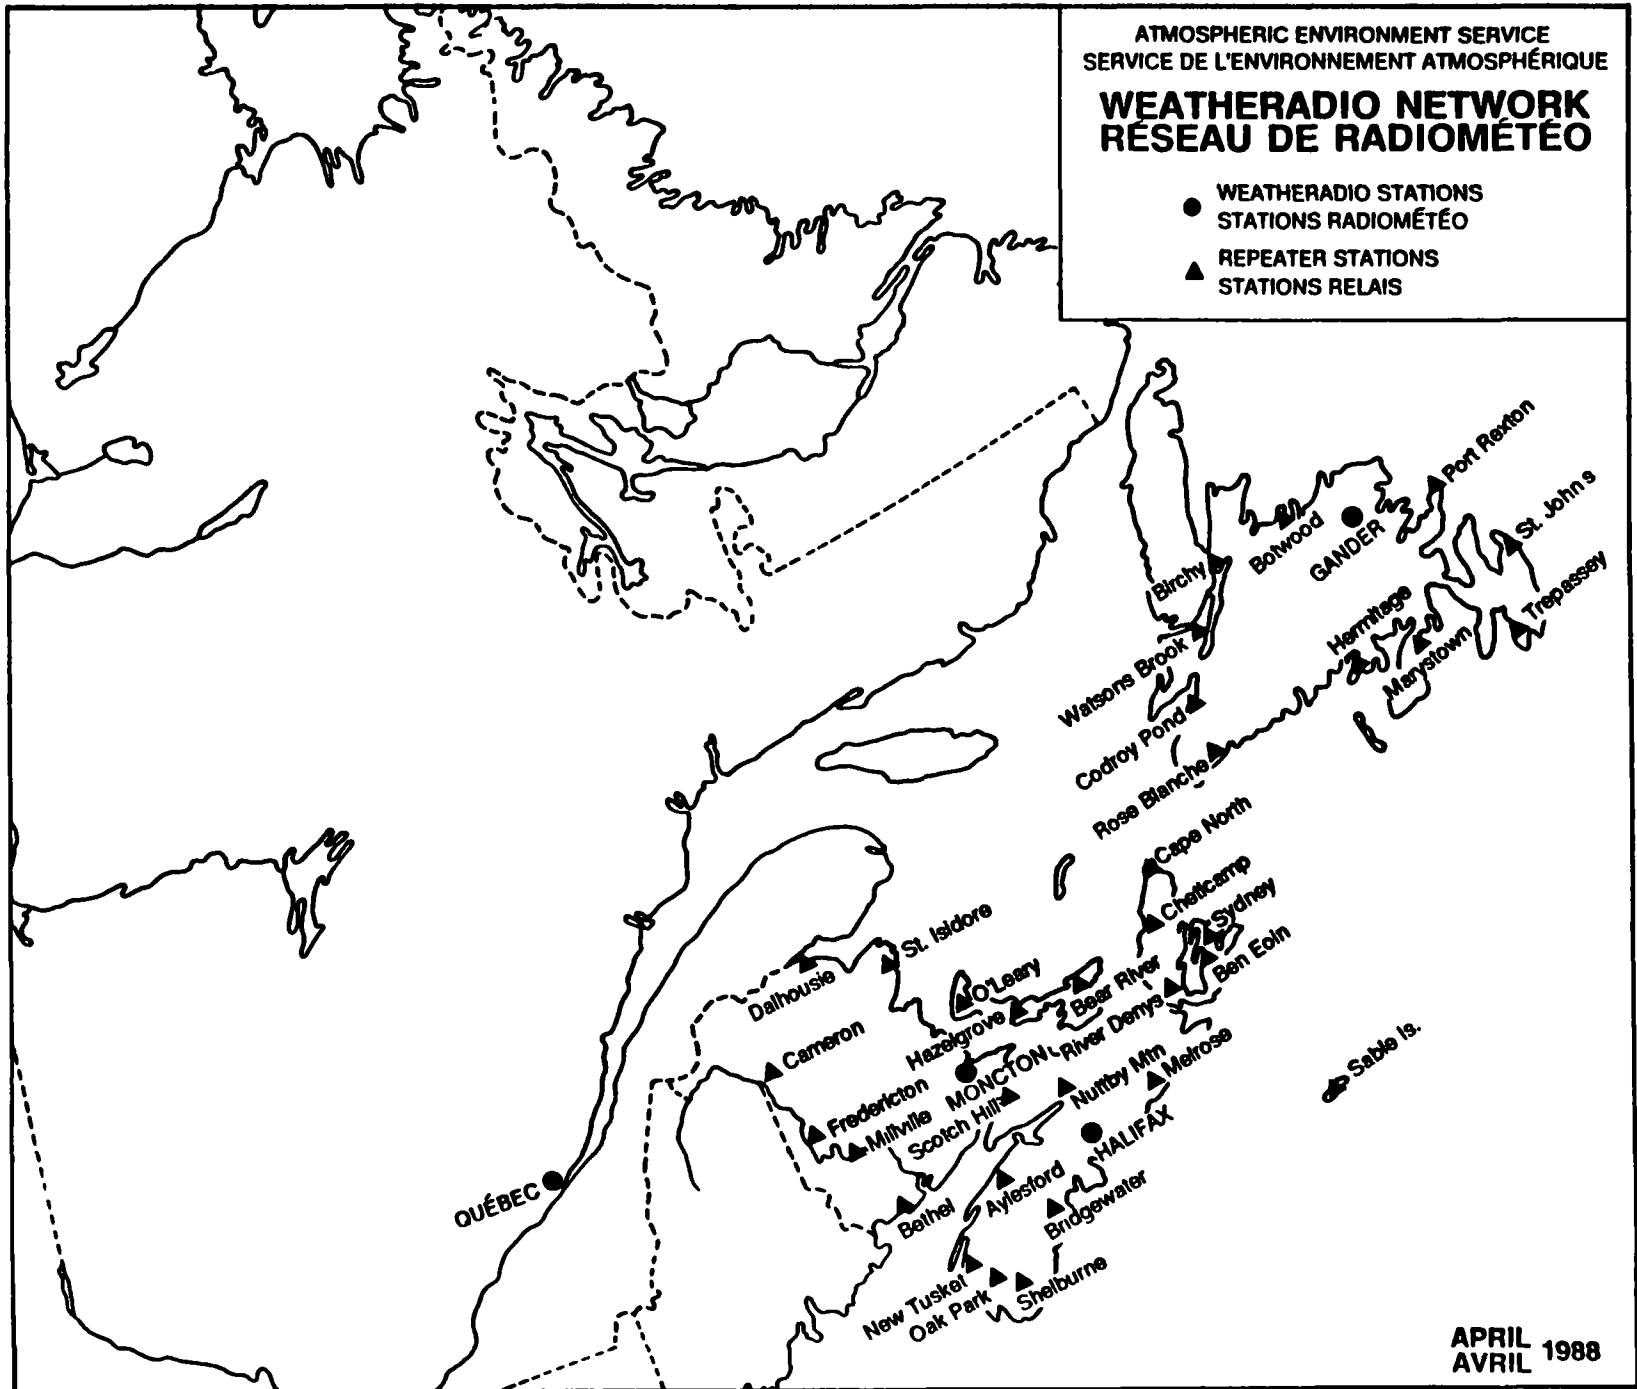 ATMOSPHERIC ENVIRONMENT SERVICE
SERVICE DE L'ENVIRONNEMENT ATMOSPHÉRIQUE
WEATHERADIO NETWORK
RÉSEAU DE RADIOMÉTÉO
WEATHERADIO STATIONS
STATIONS RADIOMÉTÉO
REPEATER STATIONS
STATIONS RELAIS
Port Rexton
St. John s
Botwood
GANDER
Birchy
Trepassey
Hermitage
Marystown
Watsons Brook
Codroy Pond
Rose Blanche
Cape North
Cheticamp
Sydney
Ben Eoin
St. Isidore
Dalhousie
O'Leary
Bear River
Hazelgrove
River Denys
Cameron
MONCTON
Nuttby Mtn
Melrose
Sable Is.
Fredericton
Millville
Scotch Hill
HALIFAX
QUÉBEC
Bethel
Aylesford
Bridgewater
New Tusket
Oak Park
Shelburne
APRIL
AVRIL 1988